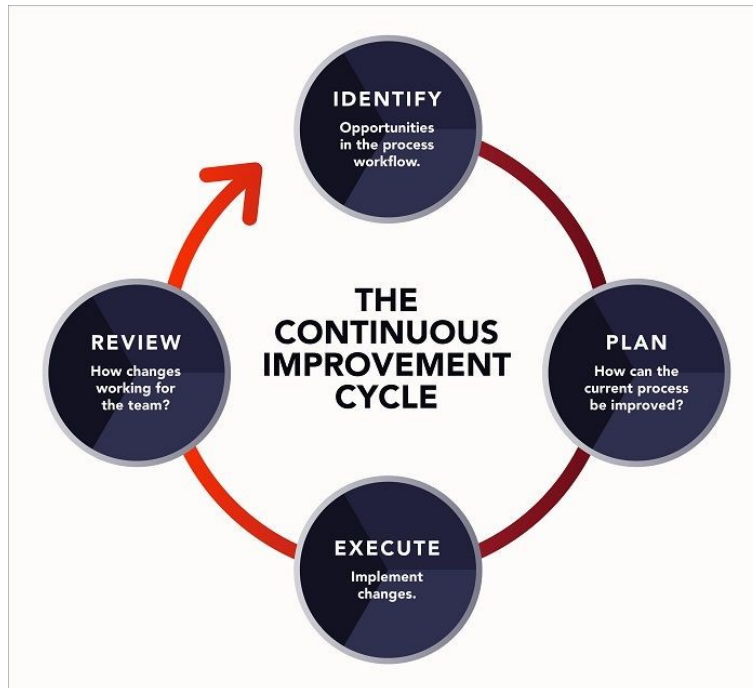 IDENTIFY
Opportunities
in the process
workflow.
THE
CONTINUOUS
IMPROVEMENT
CYCLE
PLAN
How can the
current process
be improved?
EXECUTE
Implement
changes.
REVIEW
How changes
working for
the team?